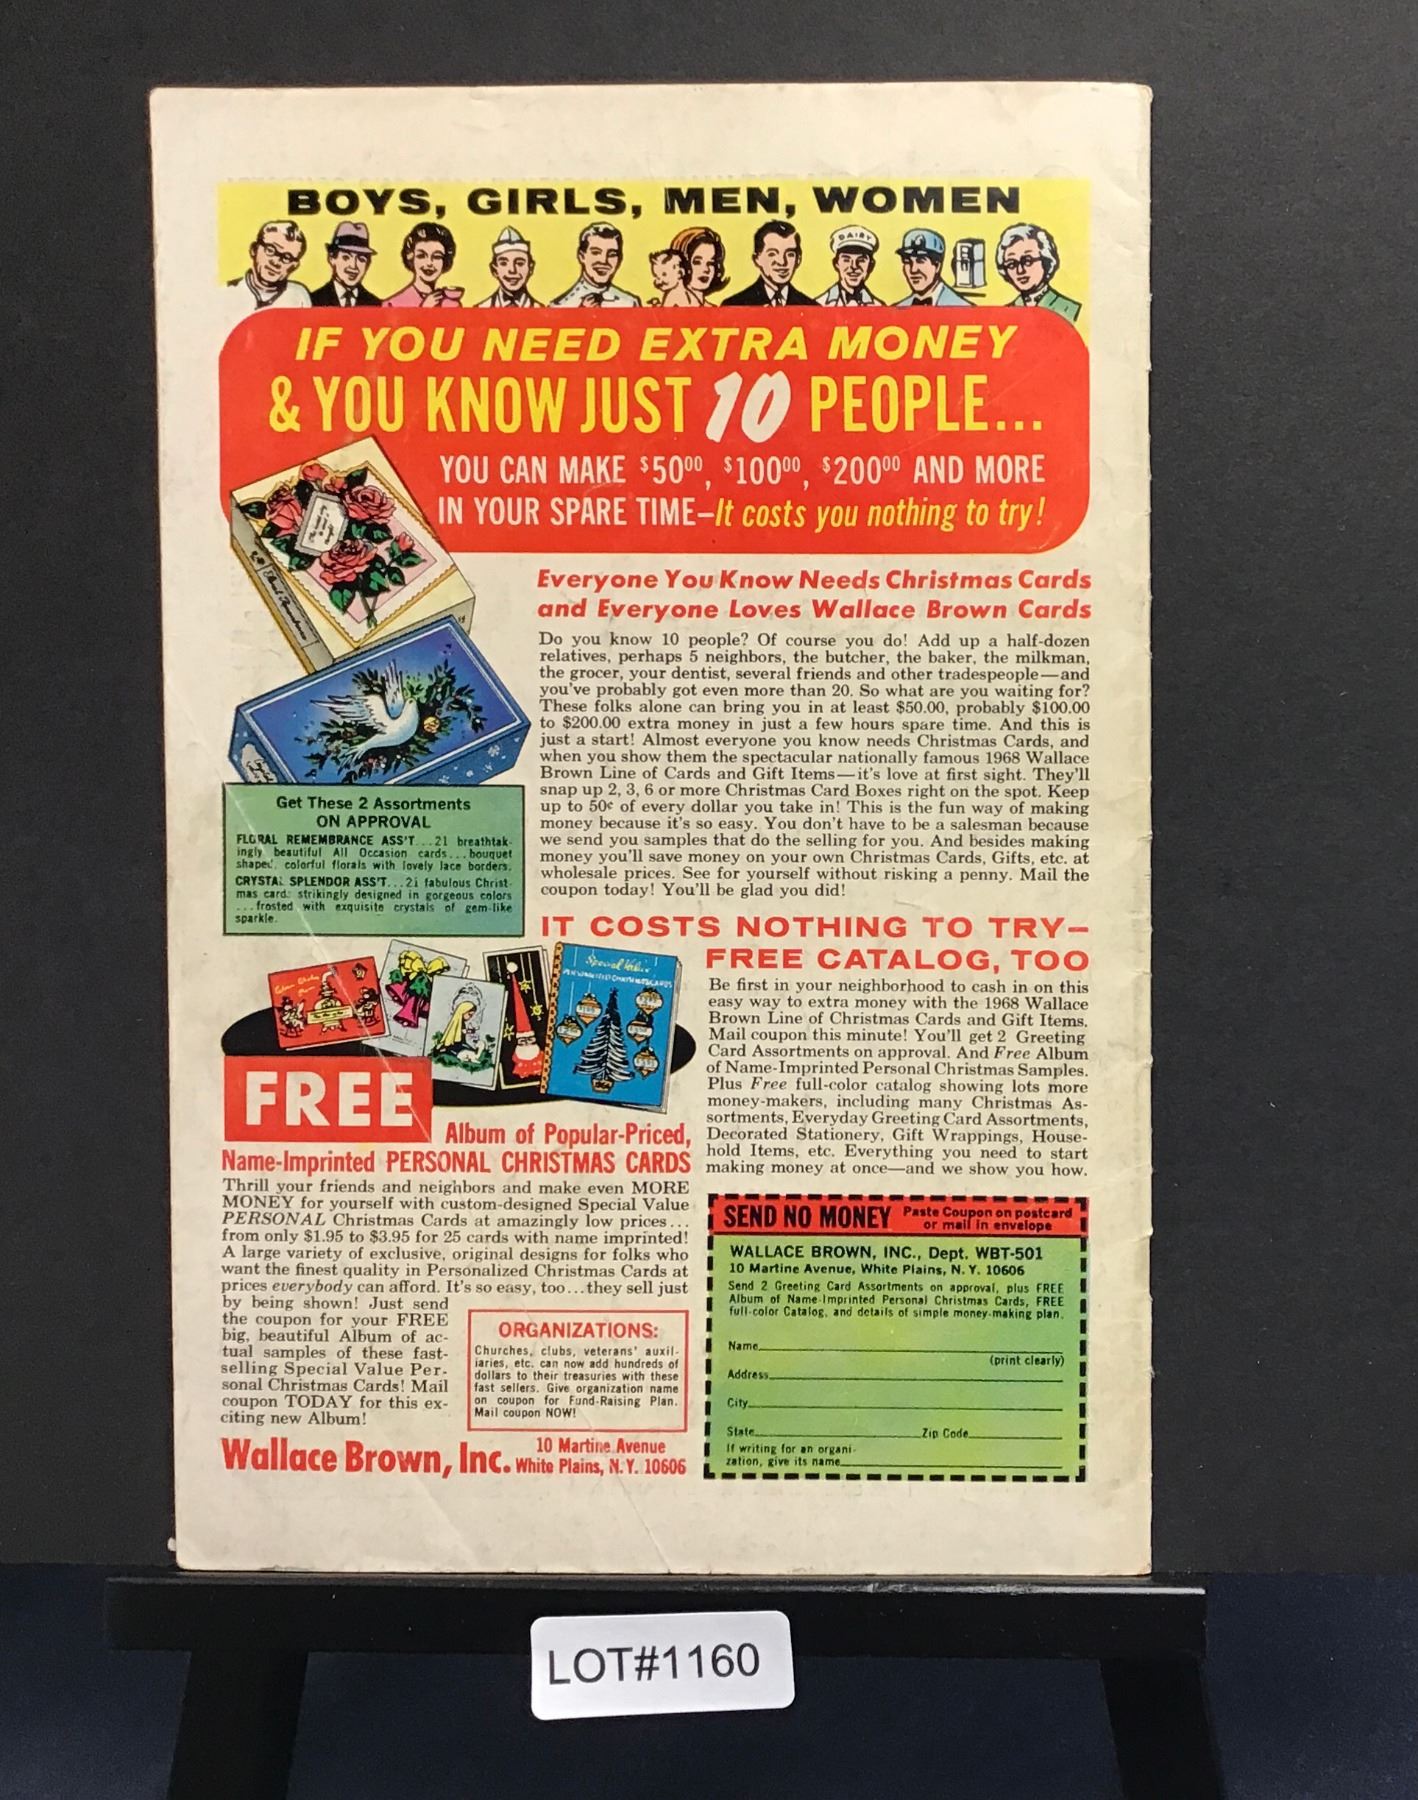 BOYS, GIRLS, MEN, WOMEN
DAIRY
IF YOU NEED EXTRA MONEY
& YOU KNOW JUST 10 PEOPLE...
YOU CAN MAKE $50⁰⁰, $100⁰⁰, $200⁰⁰ AND MORE
IN YOUR SPARE TIME–It costs you nothing to try!
Everyone You Know Needs Christmas Cards
and Everyone Loves Wallace Brown Cards
Do you know 10 people? Of course you do! Add up a half-dozen
relatives, perhaps 5 neighbors, the butcher, the baker, the milkman,
the grocer, your dentist, several friends and other tradespeople—and
you've probably got even more than 20. So what are you waiting for?
These folks alone can bring you in at least $50.00, probably $100.00
to $200.00 extra money in just a few hours spare time. And this is
just a start! Almost everyone you know needs Christmas Cards, and
when you show them the spectacular nationally famous 1968 Wallace
Brown Line of Cards and Gift Items—it's love at first sight. They'll
snap up 2, 3, 6 or more Christmas Card Boxes right on the spot. Keep
up to 50¢ of every dollar you take in! This is the fun way of making
money because it's so easy. You don't have to be a salesman because
we send you samples that do the selling for you. And besides making
money you'll save money on your own Christmas Cards, Gifts, etc. at
wholesale prices. See for yourself without risking a penny. Mail the
coupon today! You'll be glad you did!
Get These 2 Assortments
ON APPROVAL
FLORAL REMEMBRANCE ASS'T...21 breathtak-
ingly beautiful All Occasion cards...bouquet
shaped, colorful florals with lovely lace borders.
CRYSTAL SPLENDOR ASS'T...21 fabulous Christ-
mas cards strikingly designed in gorgeous colors
...frosted with exquisite crystals of gem-like
sparkle.
IT COSTS NOTHING TO TRY–
FREE CATALOG, TOO
Be first in your neighborhood to cash in on this
easy way to extra money with the 1968 Wallace
Brown Line of Christmas Cards and Gift Items.
Mail coupon this minute! You'll get 2 Greeting
Card Assortments on approval. And Free Album
of Name-Imprinted Personal Christmas Samples.
Plus Free full-color catalog showing lots more
money-makers, including many Christmas As-
sortments, Everyday Greeting Card Assortments,
Decorated Stationery, Gift Wrappings, House-
hold Items, etc. Everything you need to start
making money at once—and we show you how.
Special Value
PERSONALIZED CHRISTMAS CARDS
FREE
Album of Popular-Priced,
Name-Imprinted PERSONAL CHRISTMAS CARDS
Thrill your friends and neighbors and make even MORE
MONEY for yourself with custom-designed Special Value
PERSONAL Christmas Cards at amazingly low prices...
from only $1.95 to $3.95 for 25 cards with name imprinted!
A large variety of exclusive, original designs for folks who
want the finest quality in Personalized Christmas Cards at
prices everybody can afford. It's so easy, too...they sell just
by being shown! Just send
the coupon for your FREE
big, beautiful Album of ac-
tual samples of these fast-
selling Special Value Per-
sonal Christmas Cards! Mail
coupon TODAY for this ex-
citing new Album!
ORGANIZATIONS:
Churches, clubs, veterans' auxil-
iaries, etc. can now add hundreds of
dollars to their treasuries with these
fast sellers. Give organization name
on coupon for Fund-Raising Plan.
Mail coupon NOW!
Wallace Brown, Inc. 10 Martine Avenue
White Plains, N.Y. 10606
SEND NO MONEY Paste Coupon on postcard
or mail in envelope
WALLACE BROWN, INC., Dept. WBT-501
10 Martine Avenue, White Plains, N. Y. 10606
Send 2 Greeting Card Assortments on approval, plus FREE
Album of Name-Imprinted Personal Christmas Cards, FREE
full-color Catalog, and details of simple money-making plan.
Name
(print clearly)
Address
City
State Zip Code
If writing for an organi-
zation, give its name
LOT#1160